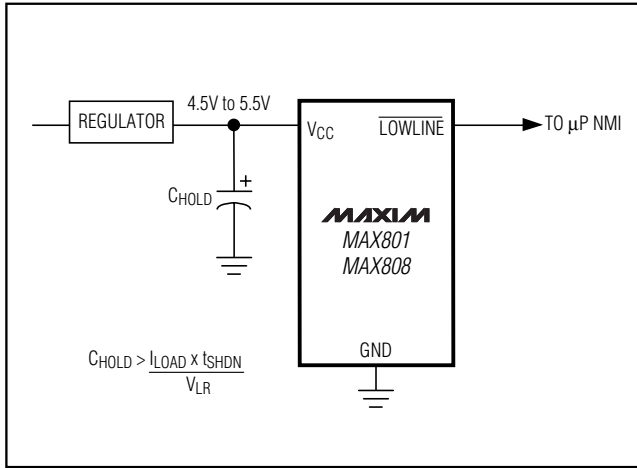 REGULATOR
4.5V to 5.5V
VCC
LOWLINE
TO μP NMI
CHOLD
+
MAXIM
MAX801
MAX808
GND
CHOLD > ILOAD x tSHDN
VLR